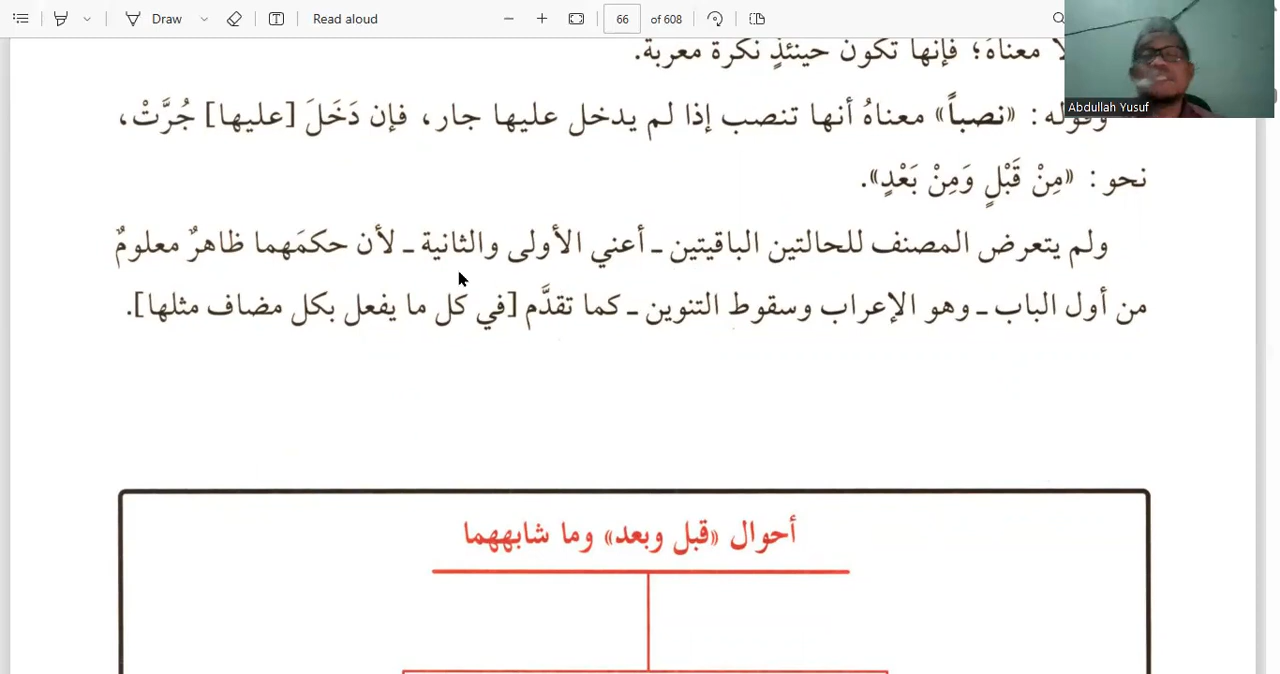 Draw
Read aloud
66 of 608
Abdullah Yusuf
معناهُ؛ فإنها تكون حينئذٍ نكرة معربة.
وقوله: «نصباً» معناهُ أنها تنصب إذا لم يدخل عليها جار، فإن دَخَلَ [عليها] جُرَّتْ،
نحو: «مِنْ قَبْلٍ وَمِنْ بَعْدٍ».
ولم يتعرض المصنف للحالتين الباقيتين ـ أعني الأولى والثانية ـ لأن حكمَهما ظاهرٌ معلومٌ
من أول الباب ـ وهو الإعراب وسقوط التنوين ـ كما تقدَّم [في كل ما يفعل بكل مضاف مثلها].
أحوال «قبل وبعد» وما شابههما